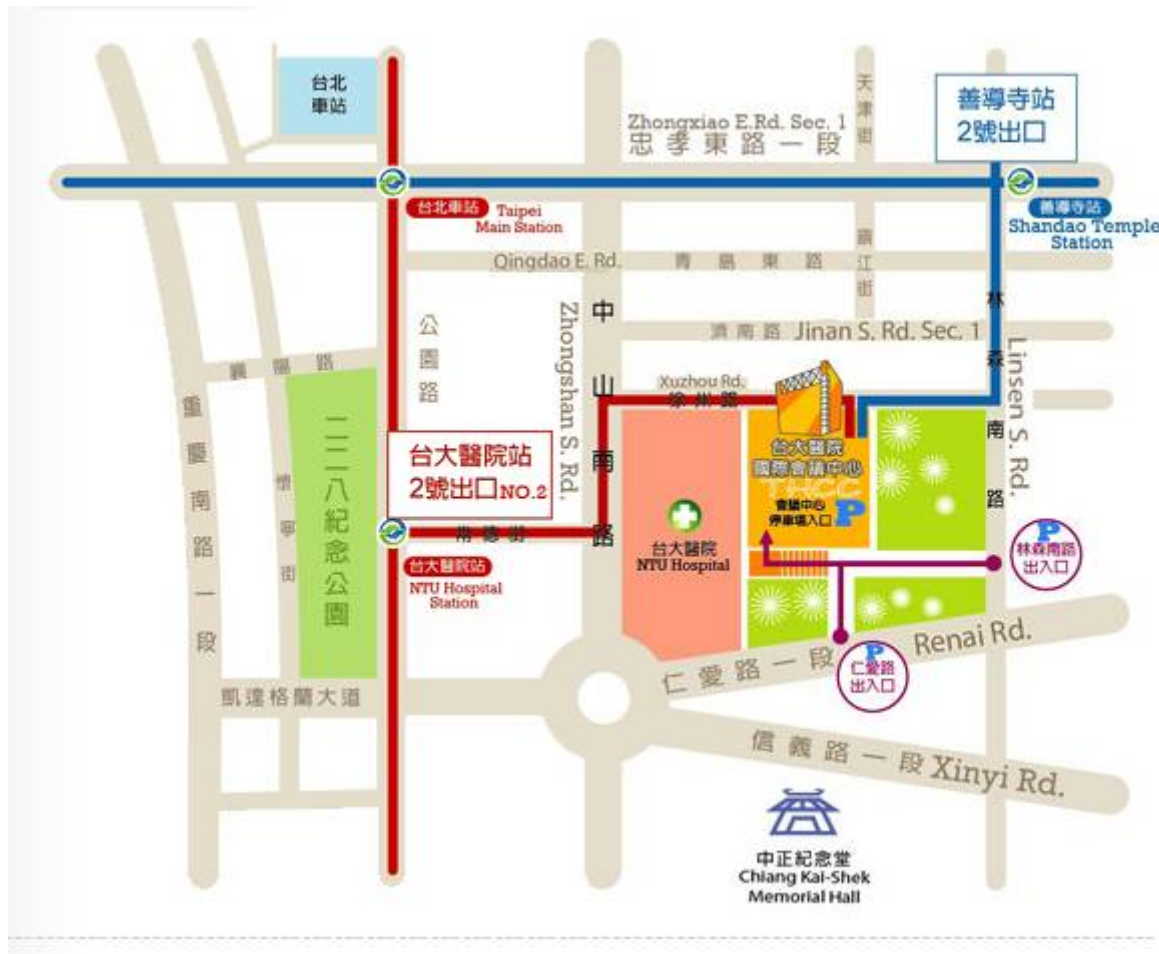 台北
車站
Zhongxiao E.Rd. Sec. 1
忠孝東路一段
天津街
善導寺站
2號出口
台北車站
Taipei
Main Station
善導寺站
Shandao Temple
Station
Qingdao E. Rd.
青島東路
鎮江街
公園路
Zhongshan S. Rd.
中山南路
濟南路 Jinan S. Rd. Sec. 1
林森南路
Linsen S. Rd.
襄陽路
Xuzhou Rd.
徐州路
重慶南路一段
懷寧街
二二八紀念公園
台大醫院站
2號出口NO.2
常德街
台大醫院站
NTU Hospital
Station
台大醫院
NTU Hospital
台大醫院
國際會議中心
THCC
會議中心
停車場入口 P
P
林森南路
出入口
P
仁愛路
出入口
仁愛路一段 Renai Rd.
凱達格蘭大道
信義路一段 Xinyi Rd.
中正紀念堂
Chiang Kai-Shek
Memorial Hall